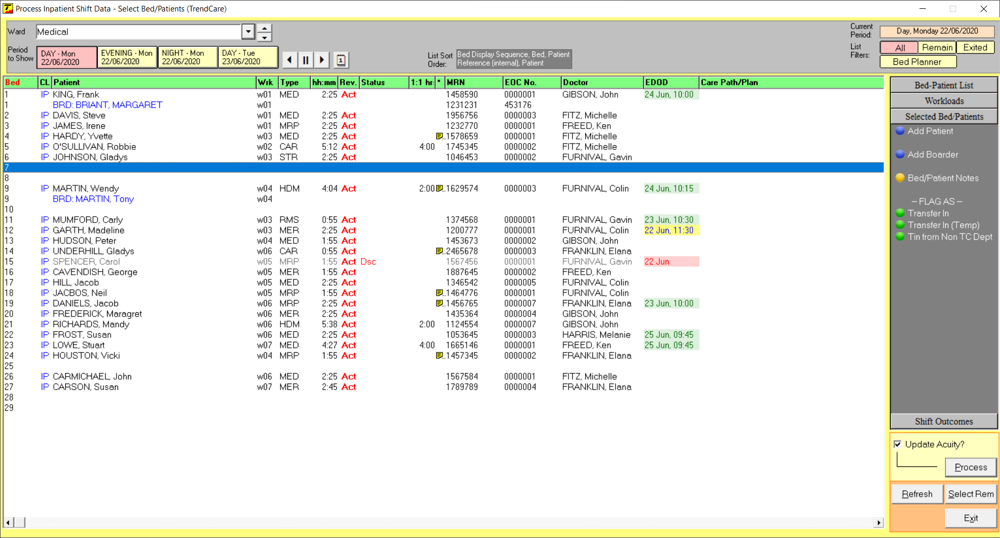 Process Inpatient Shift Data - Select Bed/Patients (TrendCare)
Ward Medical
Current Period: Day, Monday 22/06/2020
Period to Show
DAY - Mon 22/06/2020
EVENING - Mon 22/06/2020
NIGHT - Mon 22/06/2020
DAY - Tue 23/06/2020
List Sort Order: Bed Display Sequence, Bed, Patient Reference (internal), Patient
List Filters: All Remain Exited
Bed Planner
Bed CL Patient Wrk Type hh:mm Rev. Status 1:1 hr: * MRN EOC No. Doctor EDOD Care Path/Plan
1 IP KING, Frank w01 MED 2:25 Act 1458590 0000001 GIBSON, John 24 Jun, 10:00
1 BRD: BRIANT, MARGARET w01 1231231 453176
2 IP DAVIS, Steve w01 MED 2:25 Act 1956756 0000003 FITZ, Michelle
3 IP JAMES, Irene w01 MRP 2:25 Act 1232770 0000001 FREED, Ken
4 IP HARDY, Yvette w03 MED 2:25 Act ...1578659 0000001 FITZ, Michelle
5 IP O'SULLIVAN, Robbie w02 CAR 5:12 Act 4:00 1745345 0000002 FITZ, Michelle
6 IP JOHNSON, Gladys w03 STR 2:25 Act 1046453 0000002 FURNIVAL, Gavin
7
8
9 IP MARTIN, Wendy w04 HDM 4:04 Act 2:00 ...1629574 0000003 FURNIVAL, Colin 24 Jun, 10:15
9 BRD: MARTIN, Tony w04
10
11 IP MUMFORD, Carly w03 RMS 0:55 Act 1374568 0000001 FURNIVAL, Gavin 23 Jun, 10:30
12 IP GARTH, Madeline w03 MER 2:25 Act 1200777 0000001 FURNIVAL, Colin 22 Jun, 11:30
13 IP HUDSON, Peter w04 MED 1:55 Act 1453673 0000002 GIBSON, John
14 IP UNDERHILL, Gladys w06 CAR 0:55 Act ...2465678 0000003 FRANKLIN, Elana
15 IP SPENCER, Carol w05 MRP 1:55 Act Dsc 1567456 0000001 FURNIVAL, Gavin 22 Jun
16 IP CAVENDISH, George w05 MER 1:55 Act 1887645 0000002 FREED, Ken
17 IP HILL, Jacob w05 MED 2:25 Act 1346542 0000005 FURNIVAL, Colin
18 IP JACBOS, Neil w05 MRP 1:55 Act ...1464776 0000001 FURNIVAL, Colin
19 IP DANIELS, Jacob w06 MRP 2:25 Act ...1456765 0000007 FRANKLIN, Elana 23 Jun, 10:00
20 IP FREDERICK, Maragret w06 MER 2:25 Act 1435364 0000004 GIBSON, John
21 IP RICHARDS, Mandy w06 HDM 5:38 Act 2:00 1124554 0000007 GIBSON, John
22 IP FROST, Susan w06 MED 2:25 Act 1053645 0000003 HARRIS, Melanie 25 Jun, 09:45
23 IP LOWE, Stuart w07 MED 4:27 Act 4:00 1665146 0000001 FREED, Ken 25 Jun, 09:45
24 IP HOUSTON, Vicki w04 MRP 1:55 Act ...1457345 0000002 FRANKLIN, Elana
25
26 IP CARMICHAEL, John w06 MED 2:25 Act 1567584 0000001 FITZ, Michelle
27 IP CARSON, Susan w07 MER 2:45 Act 1789789 0000004 FRANKLIN, Elana
28
29
Bed-Patient List
Workloads
Selected Bed/Patients
Add Patient
Add Boarder
Bed/Patient Notes
– FLAG AS –
Transfer In
Transfer In (Temp)
Tin from Non TC Dept
Shift Outcomes
Update Acuity?
Process
Refresh Select Rem
Exit